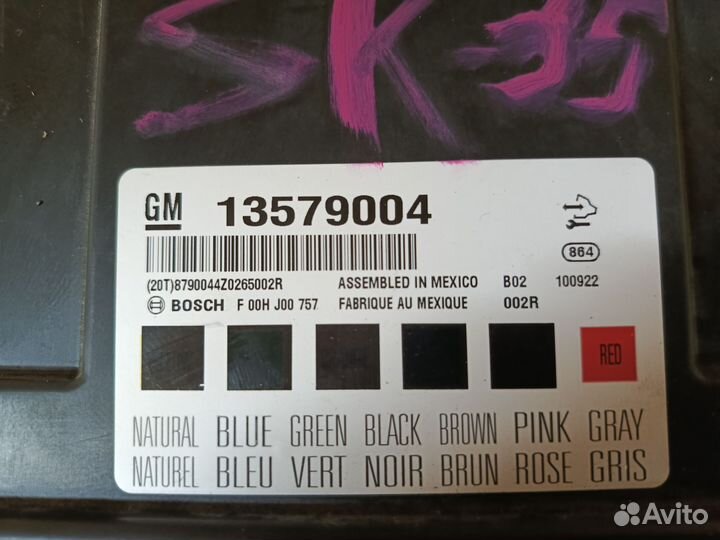 SK-35
GM 13579004
864
(20T)8790044Z0265002R ASSEMBLED IN MEXICO B02 100922
BOSCH F 00H J00 757 FABRIQUE AU MEXIQUE 002R
RED
NATURAL BLUE GREEN BLACK BROWN PINK GRAY
NATUREL BLEU VERT NOIR BRUN ROSE GRIS
Avito